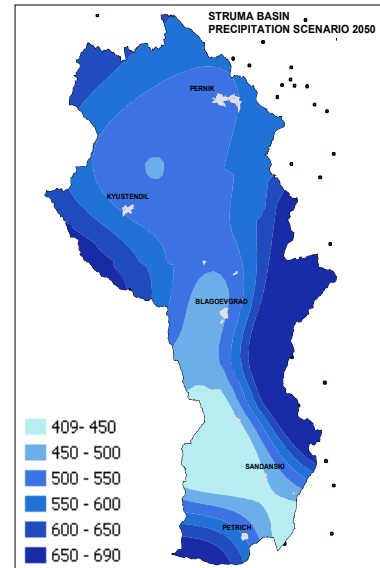 STRUMA BASIN
PRECIPITATION SCENARIO 2050
PERNIK
KYUSTENDIL
BLAGOEVGRAD
SANDANSKI
PETRICH
409- 450
450 - 500
500 - 550
550 - 600
600 - 650
650 - 690